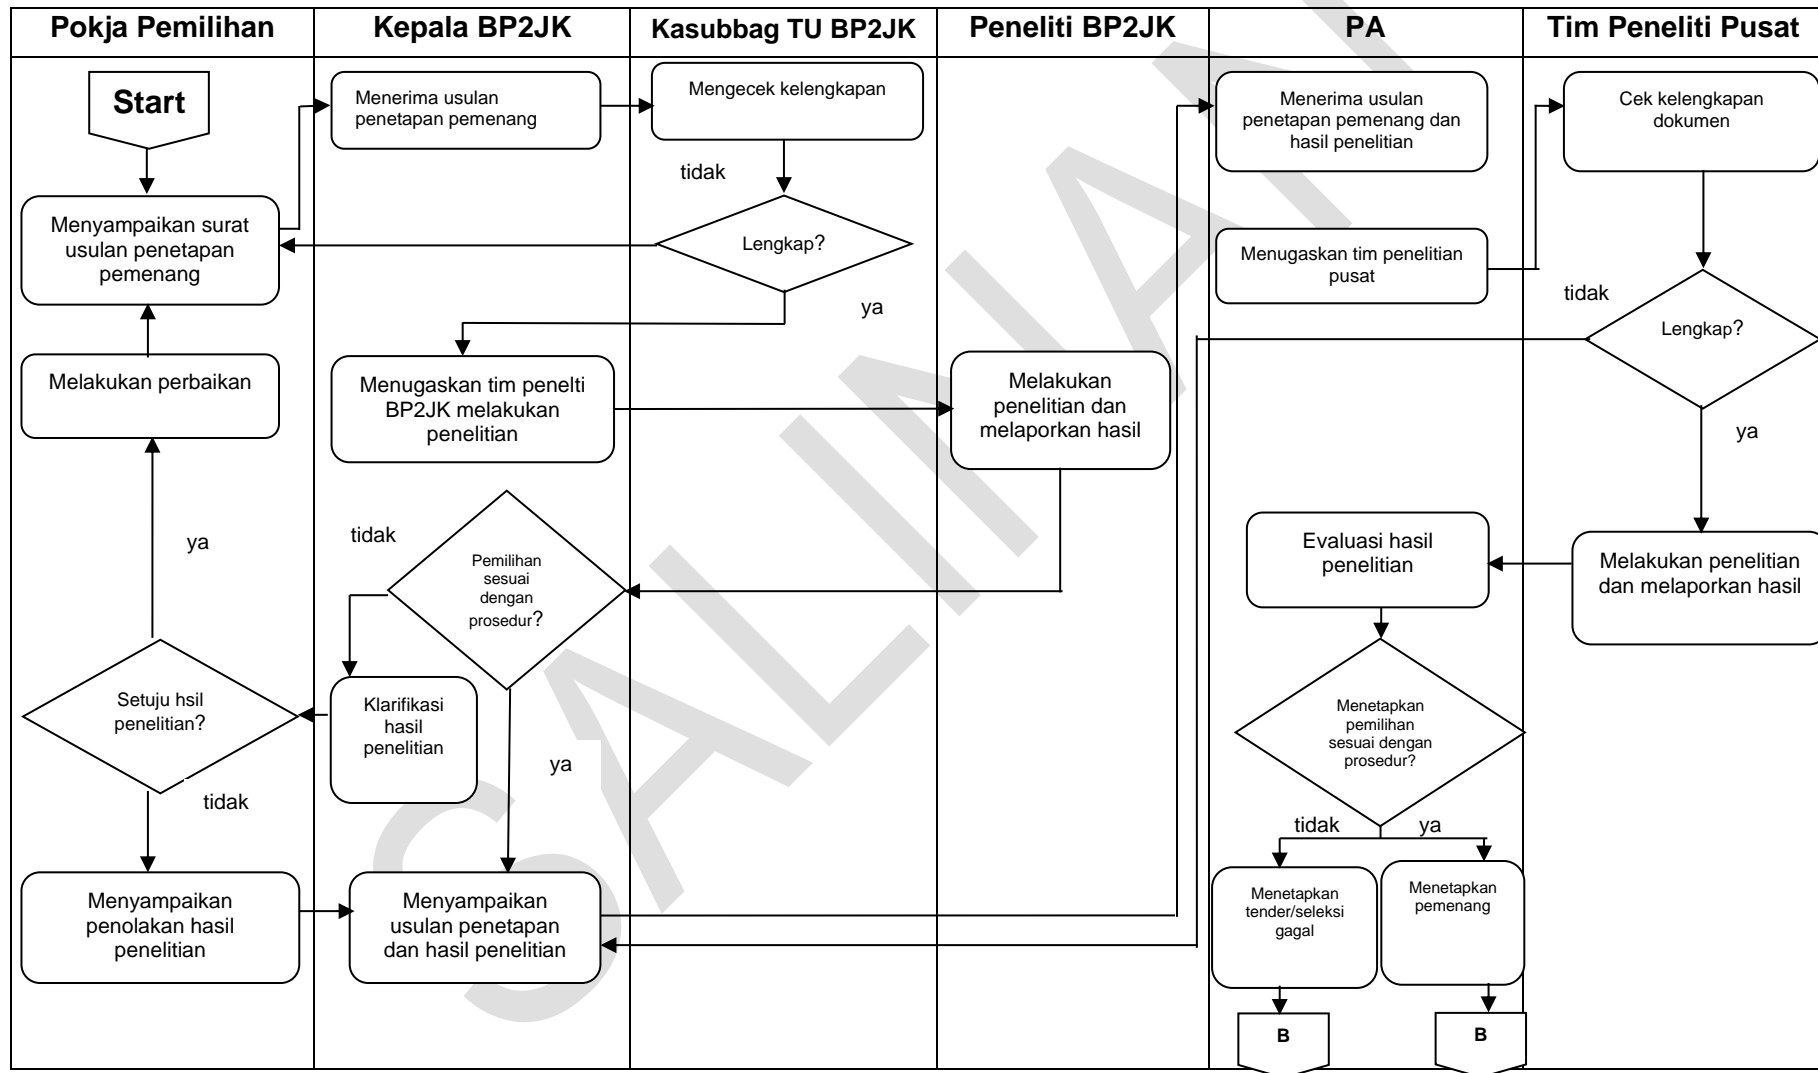 Pokja Pemilihan
Kepala BP2JK
Kasubbag TU BP2JK
Peneliti BP2JK
PA
Tim Peneliti Pusat
Start
Menerima usulan
penetapan pemenang
Mengecek kelengkapan
Menerima usulan
penetapan pemenang dan
hasil penelitian
Cek kelengkapan
dokumen
tidak
Menyampaikan surat
usulan penetapan
pemenang
Lengkap?
Menugaskan tim penelitian
pusat
tidak
ya
Lengkap?
Melakukan perbaikan
Menugaskan tim penelti
BP2JK melakukan
penelitian
Melakukan
penelitian dan
melaporkan hasil
ya
ya
tidak
Pemilihan
sesuai
dengan
prosedur?
Evaluasi hasil
penelitian
Melakukan penelitian
dan melaporkan hasil
Setuju hsil
penelitian?
Klarifikasi
hasil
penelitian
ya
Menetapkan
pemilihan
sesuai dengan
prosedur?
tidak
tidak
ya
Menyampaikan
penolakan hasil
penelitian
Menyampaikan
usulan penetapan
dan hasil penelitian
Menetapkan
tender/seleksi
gagal
Menetapkan
pemenang
B
B
SALINAN